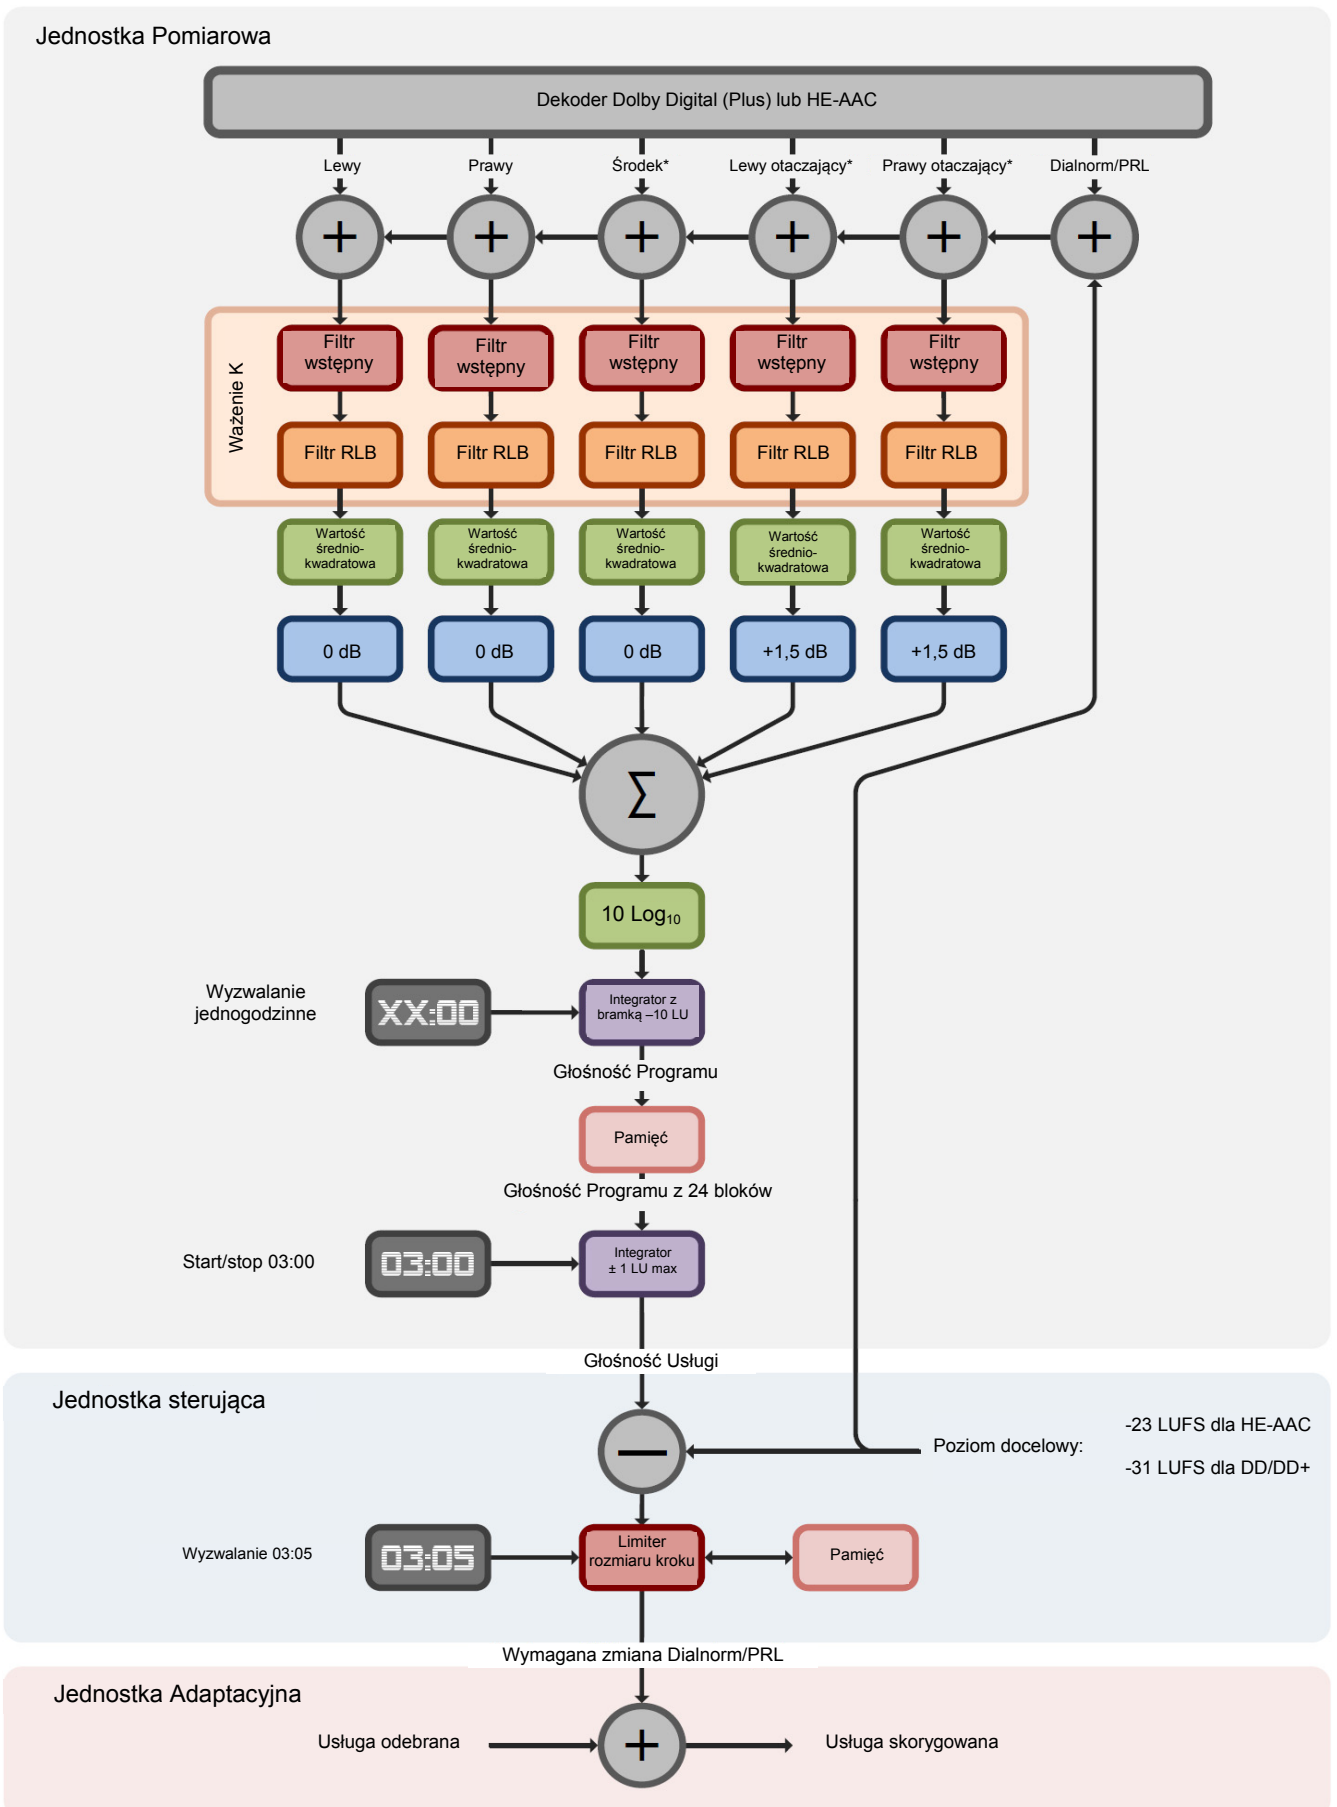 Jednostka Pomiarowa
Dekoder Dolby Digital (Plus) lub HE-AAC
Lewy
Prawy
Środek*
Lewy otaczający*
Prawy otaczający*
Dialnorm/PRL
+
+
+
+
+
+
Ważenie K
Filtr
wstępny
Filtr
wstępny
Filtr
wstępny
Filtr
wstępny
Filtr
wstępny
Filtr RLB
Filtr RLB
Filtr RLB
Filtr RLB
Filtr RLB
Wartość
średnio-
kwadratowa
Wartość
średnio-
kwadratowa
Wartość
średnio-
kwadratowa
Wartość
średnio-
kwadratowa
Wartość
średnio-
kwadratowa
0 dB
0 dB
0 dB
+1,5 dB
+1,5 dB
∑
10 Log₁₀
Wyzwalanie
jednogodzinne
XX:00
Integrator z
bramką –10 LU
Głośność Programu
Pamięć
Głośność Programu z 24 bloków
Start/stop 03:00
03:00
Integrator
± 1 LU max
Głośność Usługi
Jednostka sterująca
—
Poziom docelowy:
-23 LUFS dla HE-AAC
-31 LUFS dla DD/DD+
Wyzwalanie 03:05
03:05
Limiter
rozmiaru kroku
Pamięć
Wymagana zmiana Dialnorm/PRL
Jednostka Adaptacyjna
Usługa odebrana
+
Usługa skorygowana